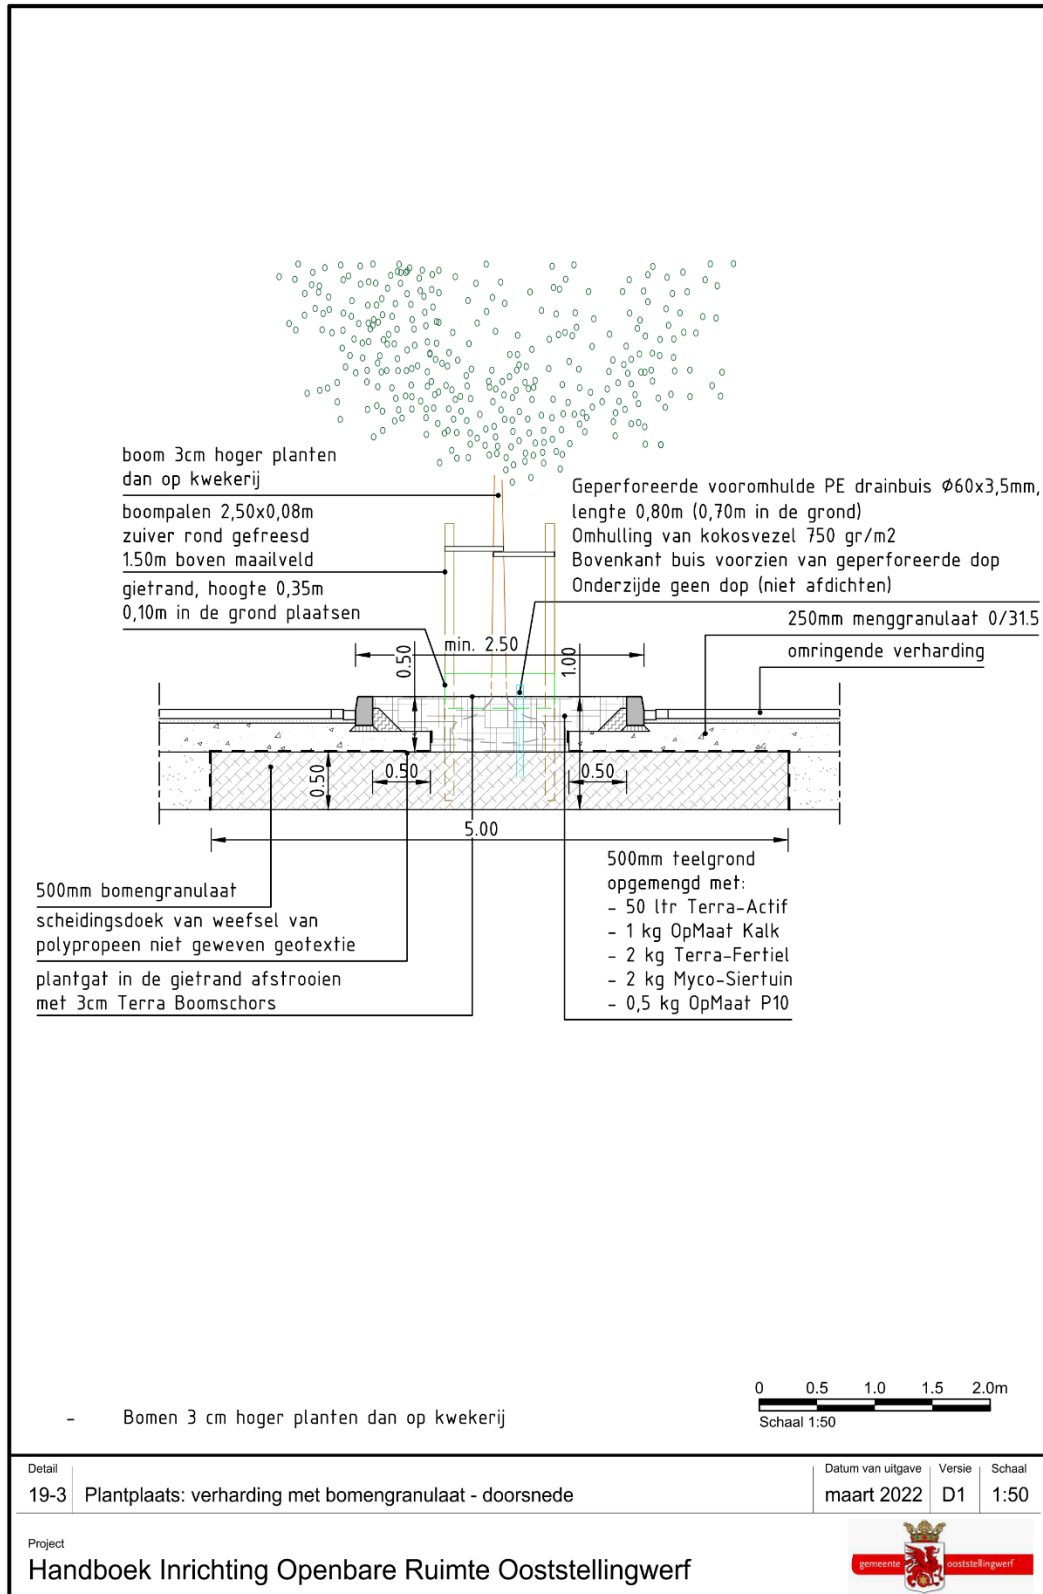 boom 3cm hoger planten
dan op kwekerij
boompalen 2,50x0,08m
zuiver rond gefreesd
1.50m boven maaiveld
gietrand, hoogte 0,35m
0,10m in de grond plaatsen
Geperforeerde vooromhulde PE drainbuis Ø60x3,5mm,
lengte 0,80m (0,70m in de grond)
Omhulling van kokosvezel 750 gr/m2
Bovenkant buis voorzien van geperforeerde dop
Onderzijde geen dop (niet afdichten)
250mm menggranulaat 0/31.5
omringende verharding
min. 2.50
0.50
1.00
0.50
0.50
0.50
5.00
500mm bomengranulaat
scheidingsdoek van weefsel van
polypropeen niet geweven geotextie
plantgat in de gietrand afstrooien
met 3cm Terra Boomschors
500mm teelgrond
opgemengd met:
- 50 ltr Terra-Actif
- 1 kg OpMaat Kalk
- 2 kg Terra-Fertiel
- 2 kg Myco-Siertuin
- 0,5 kg OpMaat P10
- Bomen 3 cm hoger planten dan op kwekerij
0 0.5 1.0 1.5 2.0m
Schaal 1:50
Detail
19-3 Plantplaats: verharding met bomengranulaat - doorsnede
Datum van uitgave
maart 2022
Versie
D1
Schaal
1:50
Project
Handboek Inrichting Openbare Ruimte Ooststellingwerf
gemeente ooststellingwerf